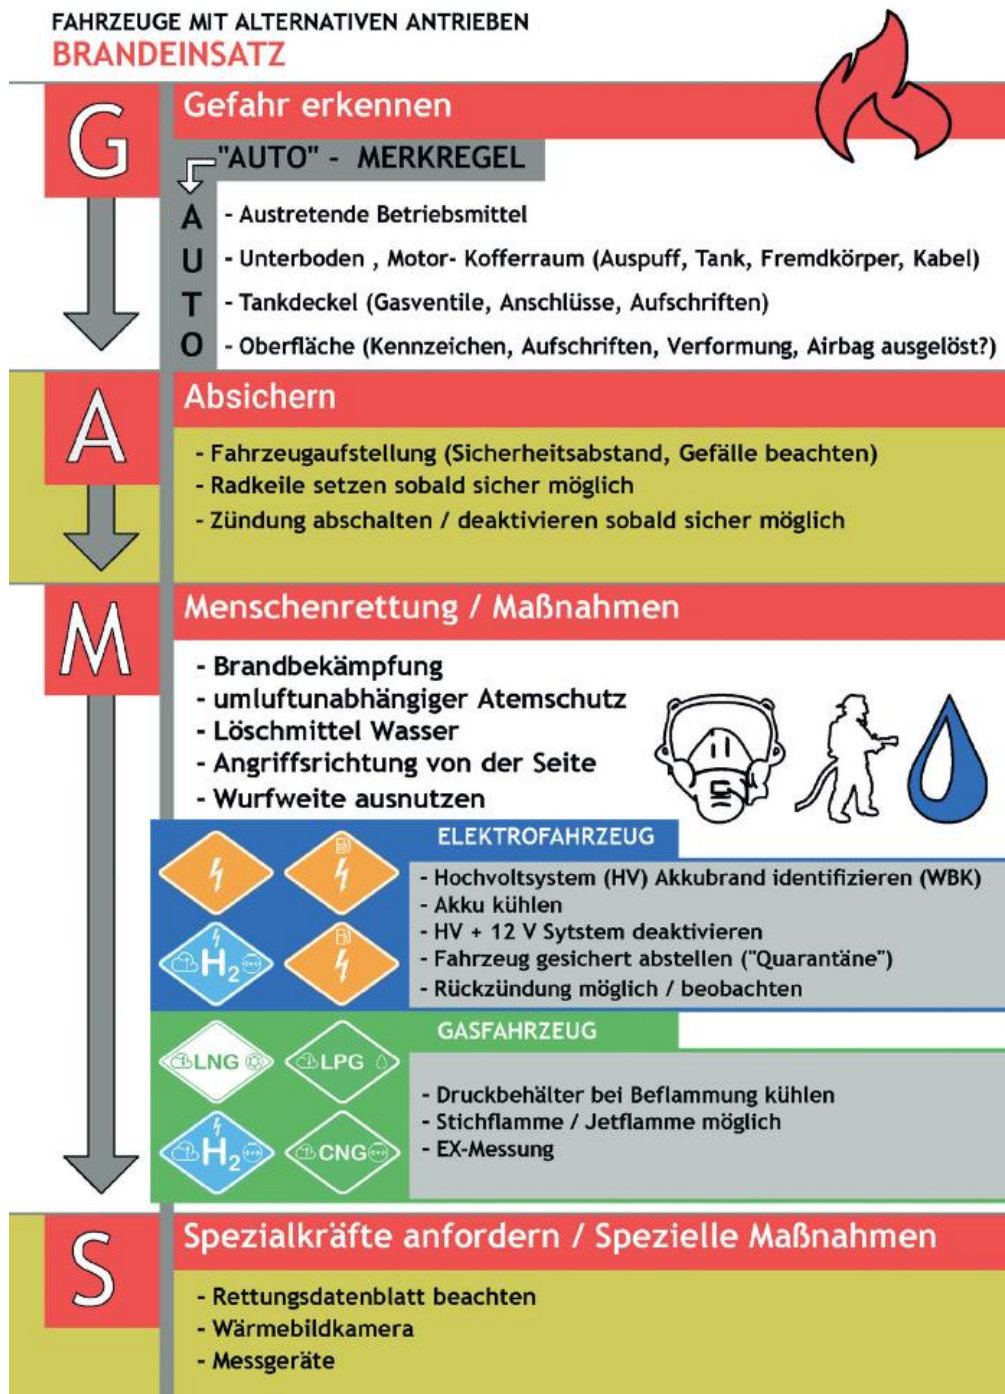 FAHRZEUGE MIT ALTERNATIVEN ANTRIEBEN
BRANDEINSATZ
G
Gefahr erkennen
"AUTO" - MERKREGEL
A - Austretende Betriebsmittel
U - Unterboden , Motor- Kofferraum (Auspuff, Tank, Fremdkörper, Kabel)
T - Tankdeckel (Gasventile, Anschlüsse, Aufschriften)
O - Oberfläche (Kennzeichen, Aufschriften, Verformung, Airbag ausgelöst?)
A
Absichern
- Fahrzeugaufstellung (Sicherheitsabstand, Gefälle beachten)
- Radkeile setzen sobald sicher möglich
- Zündung abschalten / deaktivieren sobald sicher möglich
M
Menschenrettung / Maßnahmen
- Brandbekämpfung
- umluftunabhängiger Atemschutz
- Löschmittel Wasser
- Angriffsrichtung von der Seite
- Wurfweite ausnutzen
ELEKTROFAHRZEUG
H2
- Hochvoltsystem (HV) Akkubrand identifizieren (WBK)
- Akku kühlen
- HV + 12 V Sytstem deaktivieren
- Fahrzeug gesichert abstellen ("Quarantäne")
- Rückzündung möglich / beobachten
GASFAHRZEUG
LNG
LPG
H2
CNG
- Druckbehälter bei Beflammung kühlen
- Stichflamme / Jetflamme möglich
- EX-Messung
S
Spezialkräfte anfordern / Spezielle Maßnahmen
- Rettungsdatenblatt beachten
- Wärmebildkamera
- Messgeräte